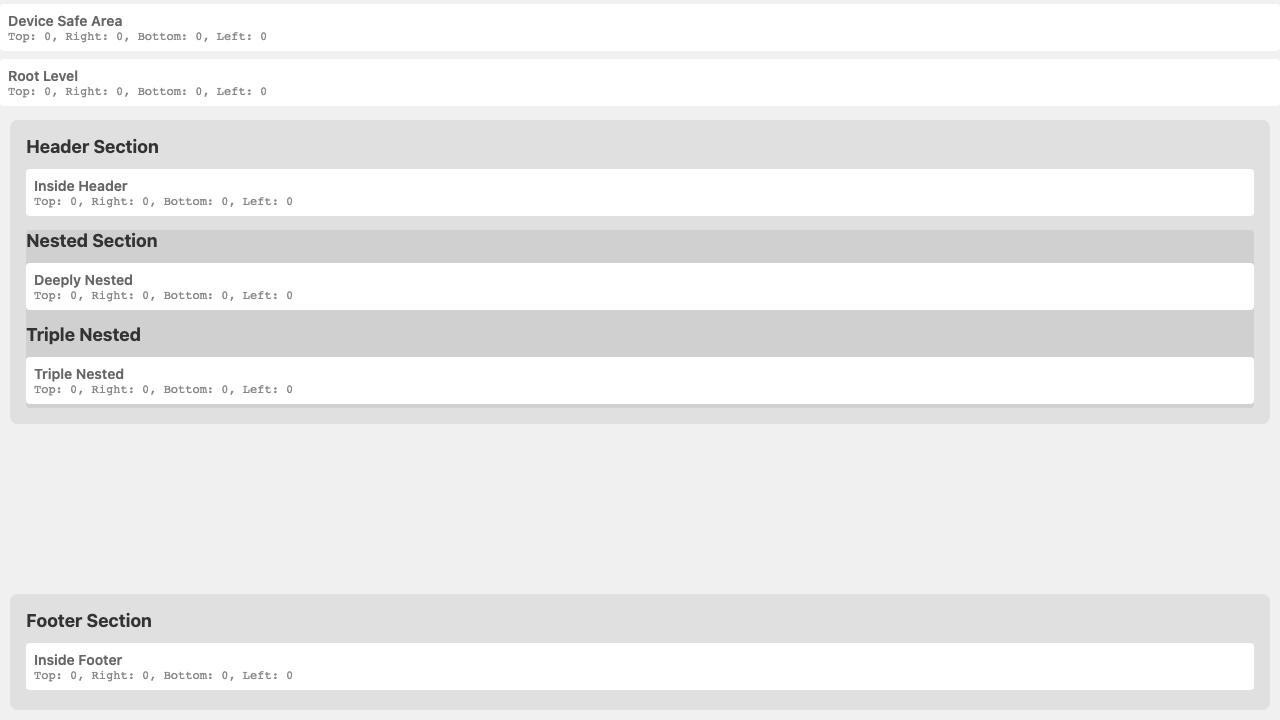 Device Safe Area
Top: 0, Right: 0, Bottom: 0, Left: 0
Root Level
Top: 0, Right: 0, Bottom: 0, Left: 0
Header Section
Inside Header
Top: 0, Right: 0, Bottom: 0, Left: 0
Nested Section
Deeply Nested
Top: 0, Right: 0, Bottom: 0, Left: 0
Triple Nested
Triple Nested
Top: 0, Right: 0, Bottom: 0, Left: 0
Footer Section
Inside Footer
Top: 0, Right: 0, Bottom: 0, Left: 0